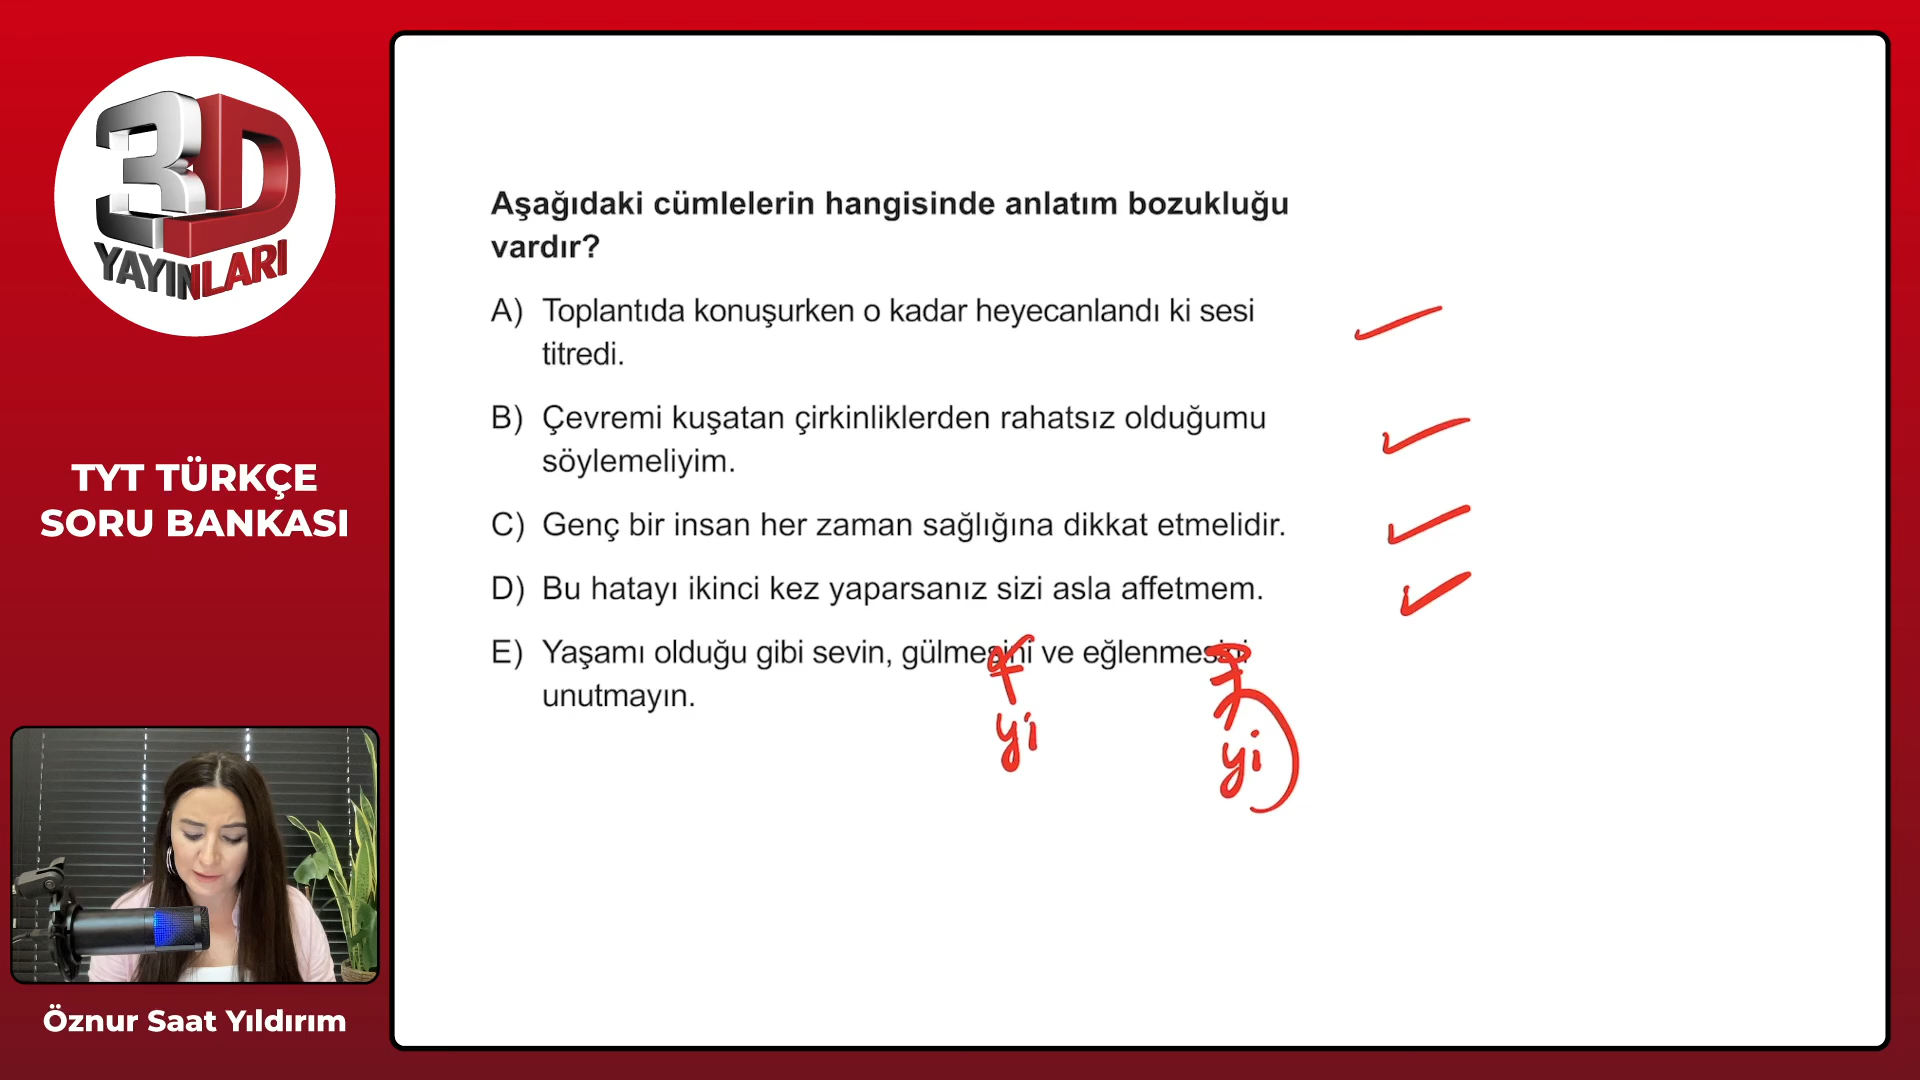 3D
YAYINLARI
TYT TÜRKÇE
SORU BANKASI
Öznur Saat Yıldırım
Aşağıdaki cümlelerin hangisinde anlatım bozukluğu
vardır?
A) Toplantıda konuşurken o kadar heyecanlandı ki sesi
titredi.
B) Çevremi kuşatan çirkinliklerden rahatsız olduğumu
söylemeliyim.
C) Genç bir insan her zaman sağlığına dikkat etmelidir.
D) Bu hatayı ikinci kez yaparsanız sizi asla affetmem.
E) Yaşamı olduğu gibi sevin, gülmesini ve eğlenmesini
unutmayın.
yi yi